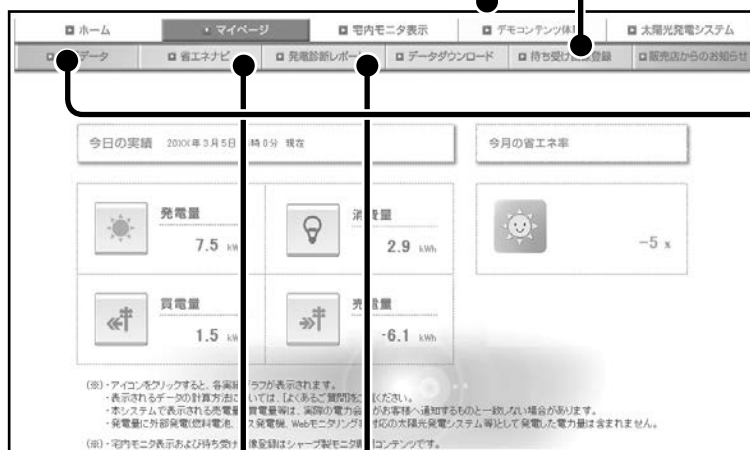 ホーム
マイページ
宅内モニタ表示
デモコンテンツ体
太陽光発電システム
データ
省エネナビ
発電診断レポー
データダウンロード
待ち受け 登録
販売店からのお知らせ
今日の実績 20XX年3月5日 時0分 現在
今月の省エネ率
発電量
7.5
消 量
2.9 kWh
-5 %
買電量
1.5
売 量
-6.1 kWh
(※)・アイコンをクリックすると、各実績 ラフが表示されます。
・表示されるデータの計算方法に いては、[よくあるご質問]をご ください。
・本システムで表示される売電量 買電量等は、実際の電力会 がお客様へ通知するものと一致しない場合があります。
・発電量に外部発電(燃料電池、 ス発電機、Webモニタリング 対応の太陽光発電システム等)として発電した電力量は含まれません。
(※)・宅内モニタ表示および待ち受け 像登録はシャープ製モニタ専 コンテンツです。